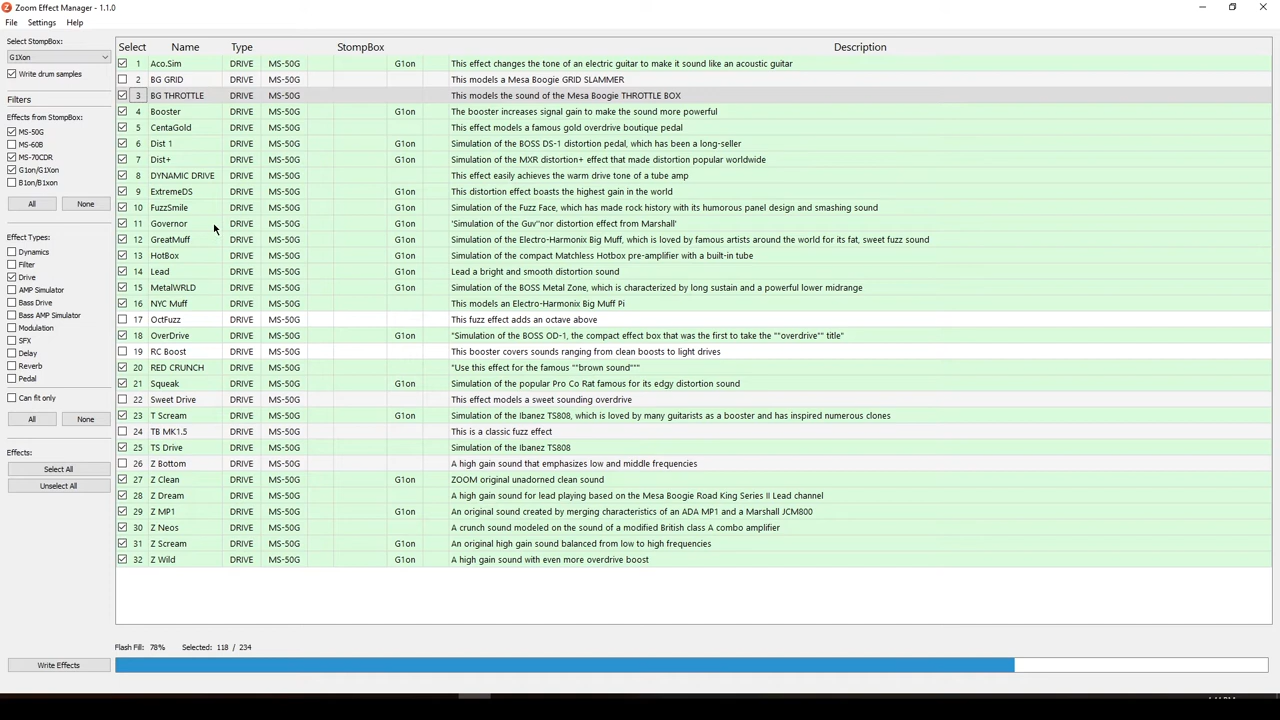 Zoom Effect Manager - 1.1.0
File Settings Help
Select StompBox:
G1Xon
Write drum samples
Filters
Effects from StompBox:
MS-50G
MS-60B
MS-70CDR
G1on/G1Xon
B1on/B1xon
All None
Effect Types:
Dynamics
Filter
Drive
AMP Simulator
Bass Drive
Bass AMP Simulator
Modulation
SFX
Delay
Reverb
Pedal
Can fit only
All None
Effects:
Select All
Unselect All
Write Effects
Select Name Type StompBox Description
1 Aco.Sim DRIVE MS-50G G1on This effect changes the tone of an electric guitar to make it sound like an acoustic guitar
2 BG GRID DRIVE MS-50G This models a Mesa Boogie GRID SLAMMER
3 BG THROTTLE DRIVE MS-50G This models the sound of the Mesa Boogie THROTTLE BOX
4 Booster DRIVE MS-50G G1on The booster increases signal gain to make the sound more powerful
5 CentaGold DRIVE MS-50G G1on This effect models a famous gold overdrive boutique pedal
6 Dist 1 DRIVE MS-50G G1on Simulation of the BOSS DS-1 distortion pedal, which has been a long-seller
7 Dist+ DRIVE MS-50G G1on Simulation of the MXR distortion+ effect that made distortion popular worldwide
8 DYNAMIC DRIVE DRIVE MS-50G This effect easily achieves the warm drive tone of a tube amp
9 ExtremeDS DRIVE MS-50G G1on This distortion effect boasts the highest gain in the world
10 FuzzSmile DRIVE MS-50G G1on Simulation of the Fuzz Face, which has made rock history with its humorous panel design and smashing sound
11 Governor DRIVE MS-50G G1on 'Simulation of the Guv''nor distortion effect from Marshall'
12 GreatMuff DRIVE MS-50G G1on Simulation of the Electro-Harmonix Big Muff, which is loved by famous artists around the world for its fat, sweet fuzz sound
13 HotBox DRIVE MS-50G G1on Simulation of the compact Matchless Hotbox pre-amplifier with a built-in tube
14 Lead DRIVE MS-50G G1on Lead a bright and smooth distortion sound
15 MetalWRLD DRIVE MS-50G G1on Simulation of the BOSS Metal Zone, which is characterized by long sustain and a powerful lower midrange
16 NYC Muff DRIVE MS-50G This models an Electro-Harmonix Big Muff Pi
17 OctFuzz DRIVE MS-50G This fuzz effect adds an octave above
18 OverDrive DRIVE MS-50G G1on "Simulation of the BOSS OD-1, the compact effect box that was the first to take the ""overdrive"" title"
19 RC Boost DRIVE MS-50G This booster covers sounds ranging from clean boosts to light drives
20 RED CRUNCH DRIVE MS-50G "Use this effect for the famous ""brown sound"""
21 Squeak DRIVE MS-50G G1on Simulation of the popular Pro Co Rat famous for its edgy distortion sound
22 Sweet Drive DRIVE MS-50G This effect models a sweet sounding overdrive
23 T Scream DRIVE MS-50G G1on Simulation of the Ibanez TS808, which is loved by many guitarists as a booster and has inspired numerous clones
24 TB MK1.5 DRIVE MS-50G This is a classic fuzz effect
25 TS Drive DRIVE MS-50G Simulation of the Ibanez TS808
26 Z Bottom DRIVE MS-50G A high gain sound that emphasizes low and middle frequencies
27 Z Clean DRIVE MS-50G G1on ZOOM original unadorned clean sound
28 Z Dream DRIVE MS-50G A high gain sound for lead playing based on the Mesa Boogie Road King Series II Lead channel
29 Z MP1 DRIVE MS-50G G1on An original sound created by merging characteristics of an ADA MP1 and a Marshall JCM800
30 Z Neos DRIVE MS-50G A crunch sound modeled on the sound of a modified British class A combo amplifier
31 Z Scream DRIVE MS-50G G1on An original high gain sound balanced from low to high frequencies
32 Z Wild DRIVE MS-50G G1on A high gain sound with even more overdrive boost
Flash Fill: 78% Selected: 118 / 234